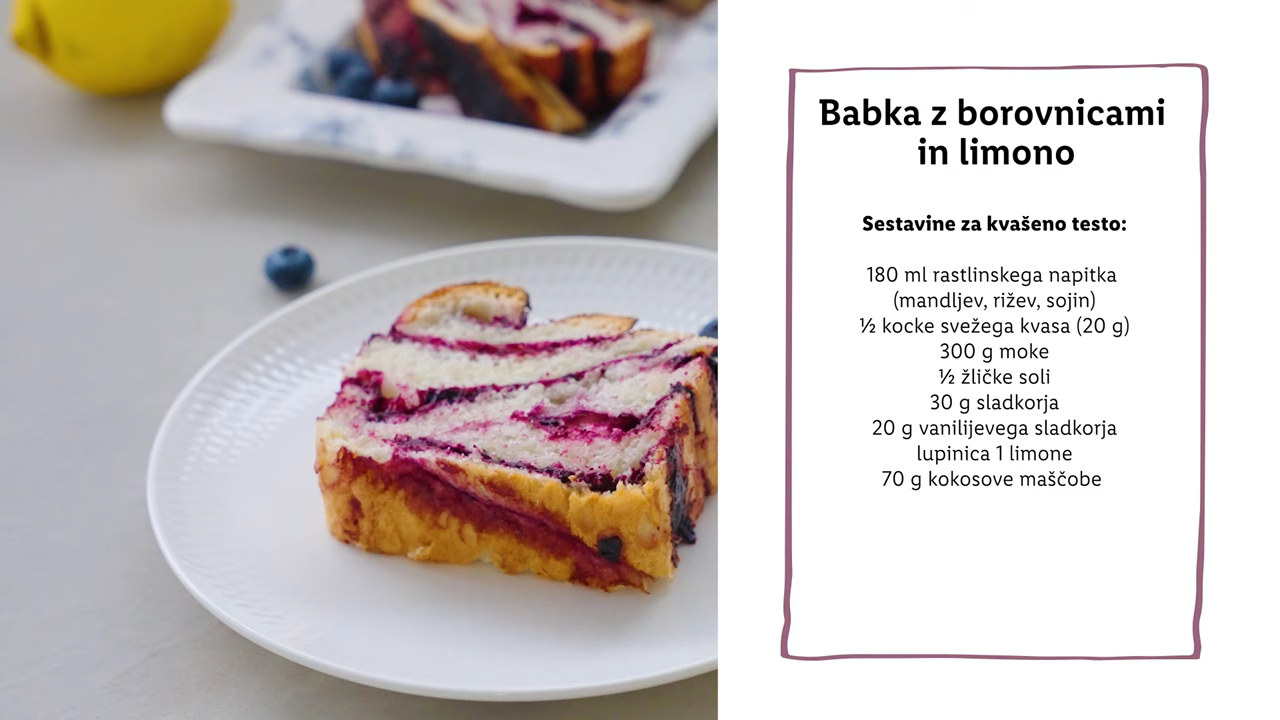 Babka z borovnicami
in limono
Sestavine za kvašeno testo:
180 ml rastlinskega napitka
(mandljev, rižev, sojin)
½ kocke svežega kvasa (20 g)
300 g moke
½ žličke soli
30 g sladkorja
20 g vanilijevega sladkorja
lupinica 1 limone
70 g kokosove maščobe